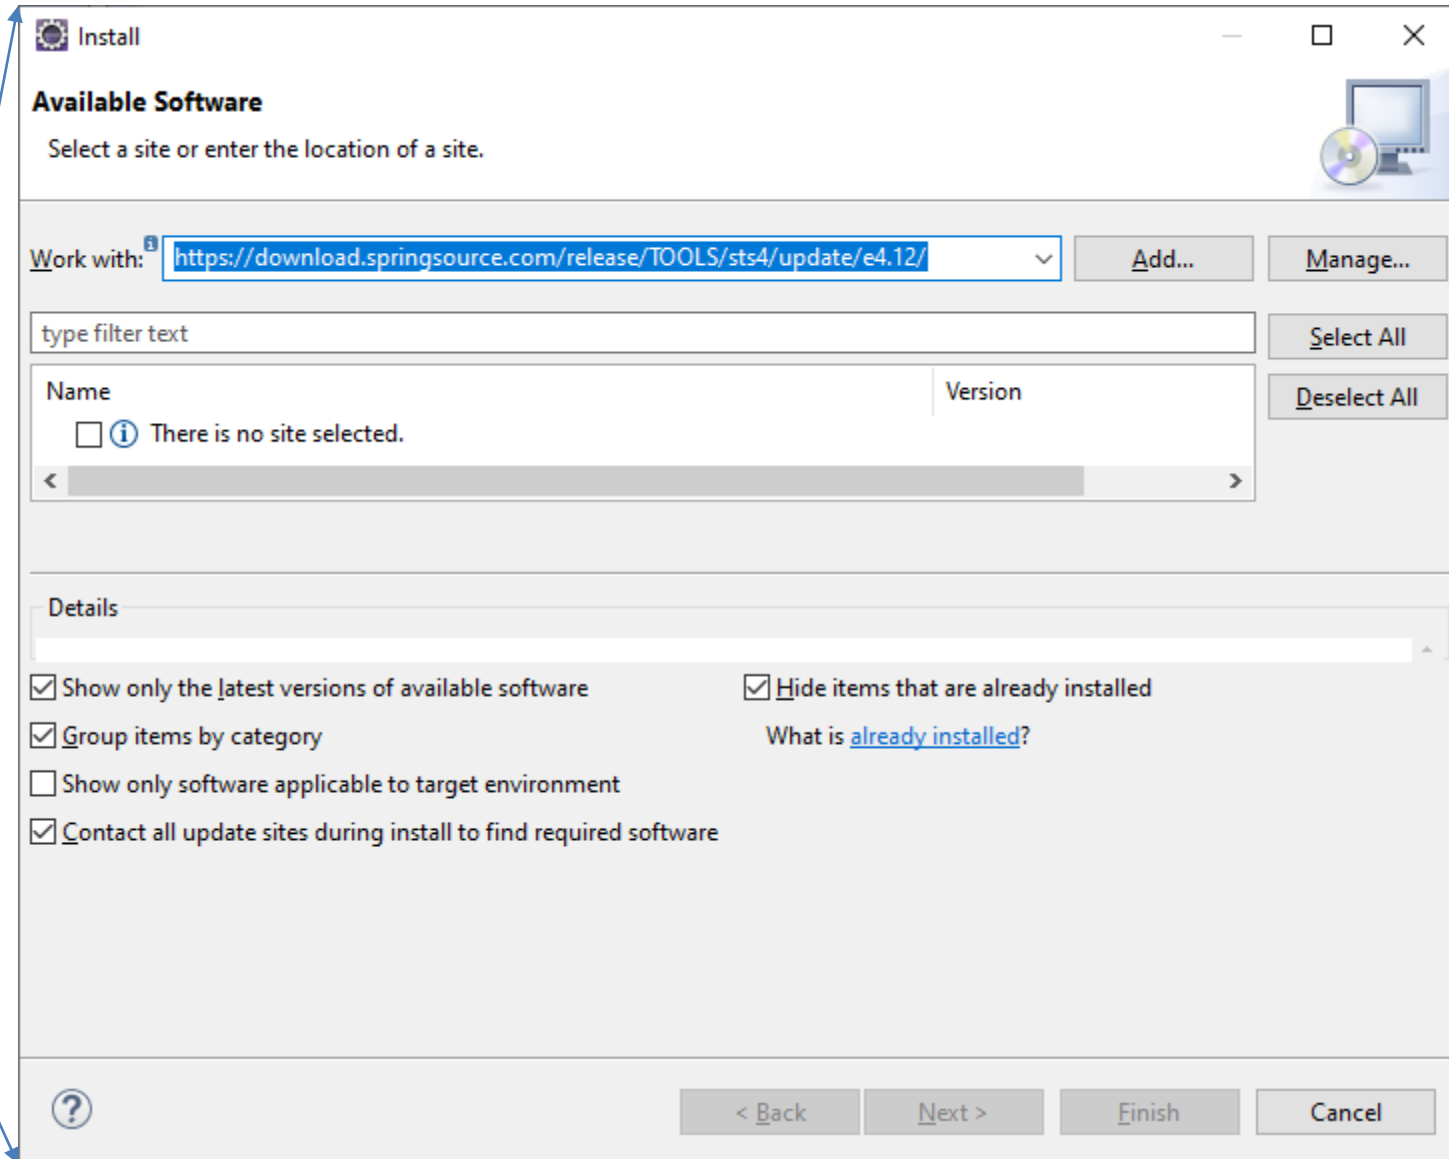 Install
Available Software
Select a site or enter the location of a site.
Work with: https://download.springsource.com/release/TOOLS/sts4/update/e4.12/ Add... Manage...
type filter text Select All
Name Version Deselect All
There is no site selected.
Details
Show only the latest versions of available software Hide items that are already installed
Group items by category What is already installed?
Show only software applicable to target environment
Contact all update sites during install to find required software
? < Back Next > Finish Cancel